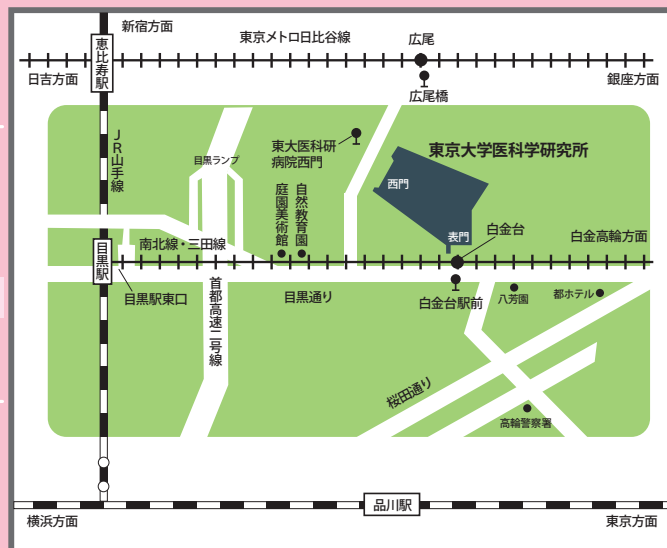 新宿方面
東京メトロ日比谷線
広尾
恵比寿駅
日吉方面
銀座方面
広尾橋
JR山手線
目黒ランプ
東大医科研
病院西門
東京大学医科学研究所
西門
表門
庭園美術館
自然教育園
白金台
白金高輪方面
南北線・三田線
目黒駅
目黒駅東口
首都高速二号線
目黒通り
白金台駅前
八芳園
都ホテル
桜田通り
高輪警察署
品川駅
横浜方面
東京方面